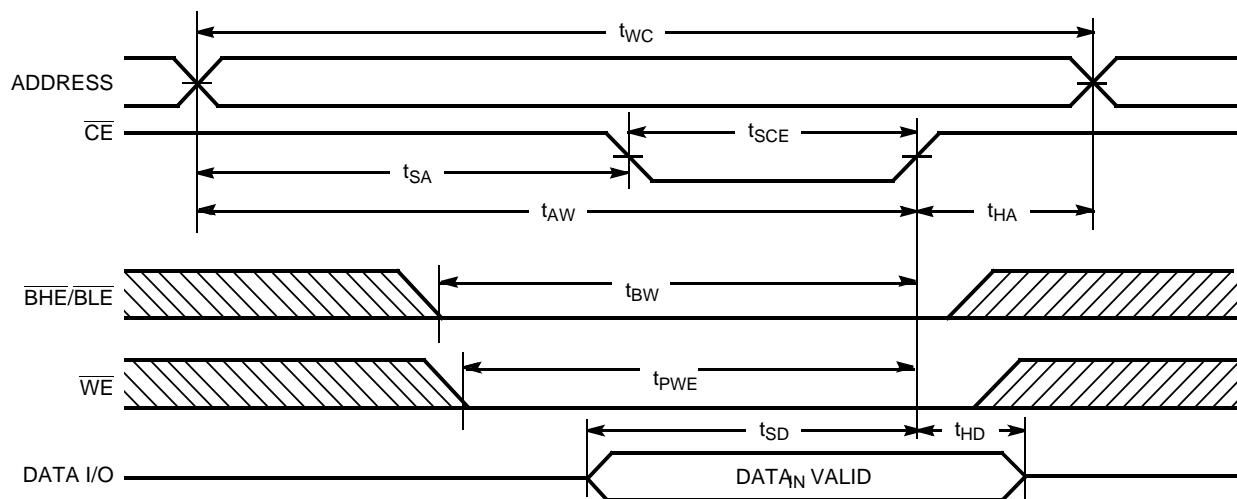 tWC
ADDRESS
CE
tSCE
tSA
tAW
tHA
BHE/BLE
tBW
WE
tPWE
tSD
tHD
DATA I/O
DATAIN VALID